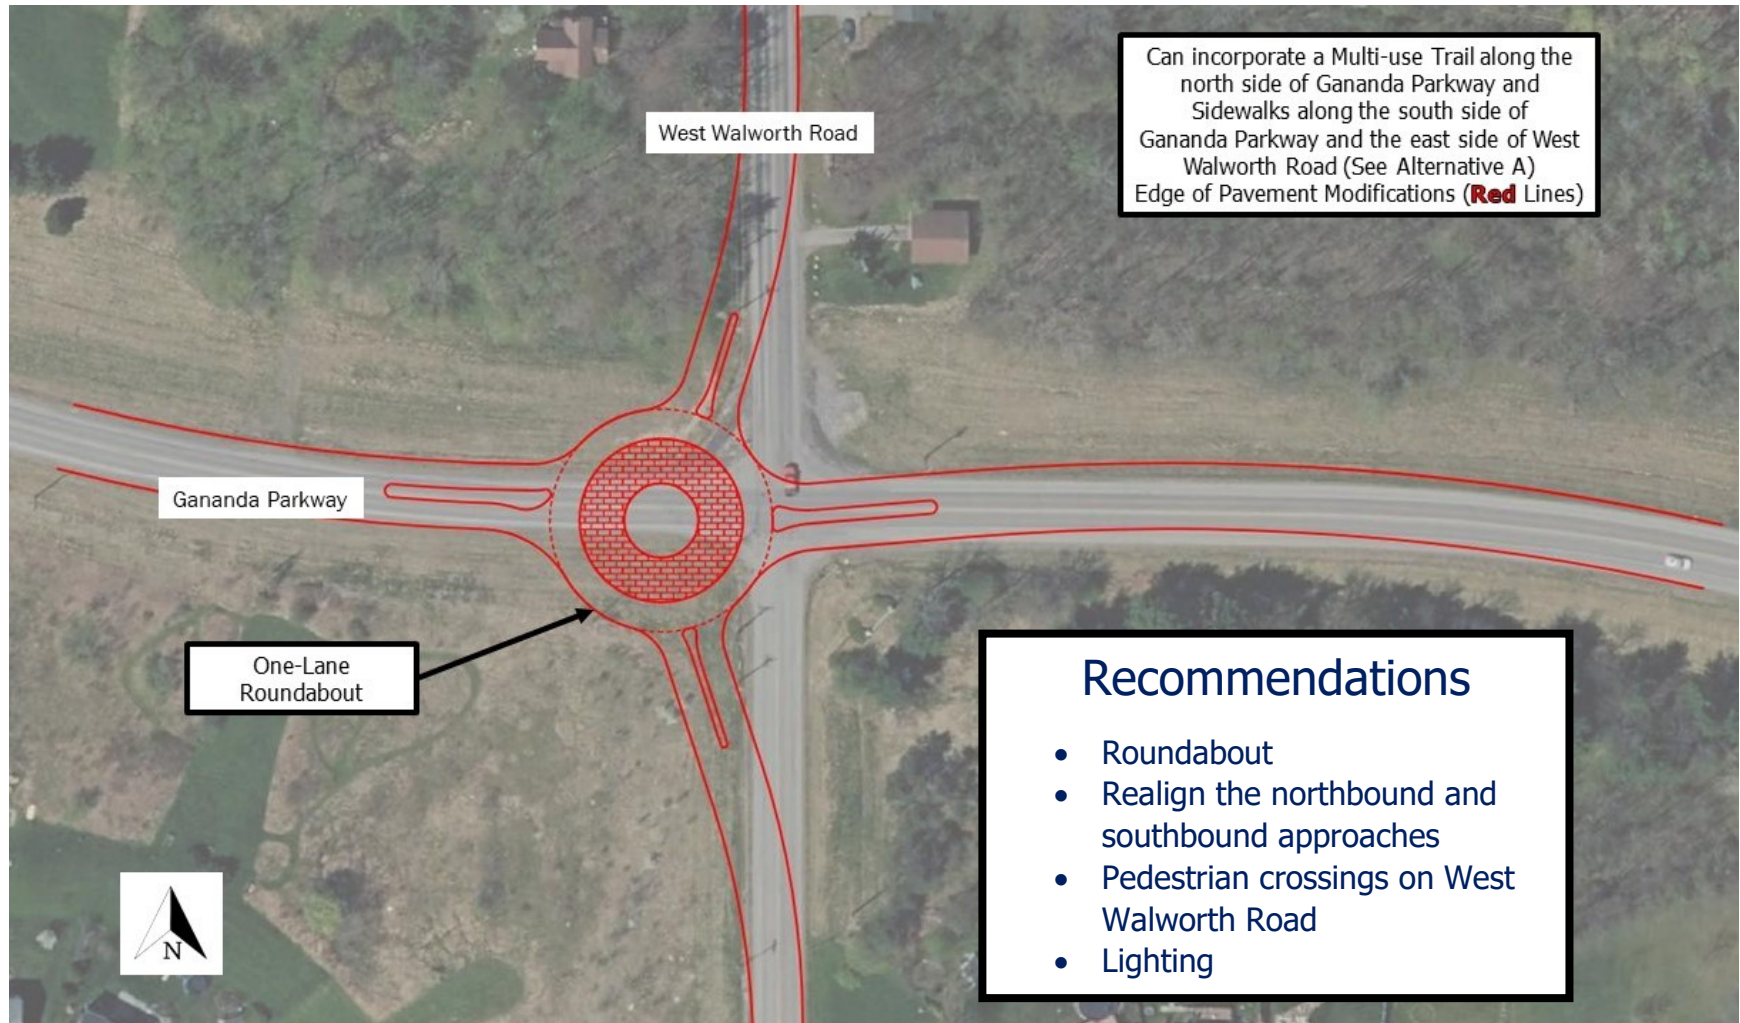 Can incorporate a Multi-use Trail along the
north side of Gananda Parkway and
Sidewalks along the south side of
Gananda Parkway and the east side of West
Walworth Road (See Alternative A)
Edge of Pavement Modifications (Red Lines)
West Walworth Road
Gananda Parkway
One-Lane
Roundabout
Recommendations
• Roundabout
• Realign the northbound and
southbound approaches
• Pedestrian crossings on West
Walworth Road
• Lighting
N